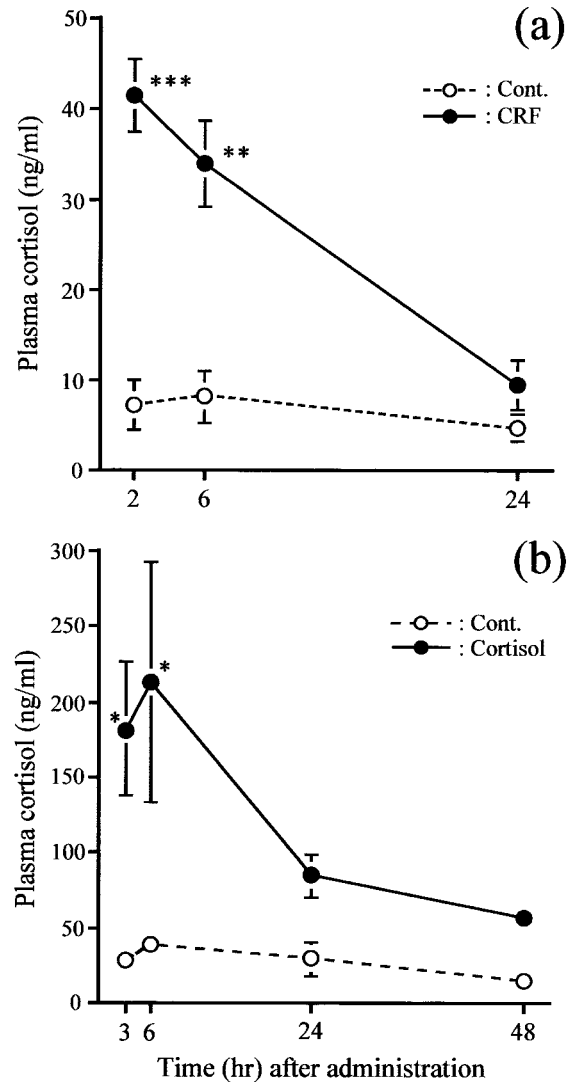 (a)
50
40
30
20
10
0
Plasma cortisol (ng/ml)
: Cont.
: CRF
***
**
2 6 24
(b)
300
250
200
150
100
50
0
Plasma cortisol (ng/ml)
: Cont.
: Cortisol
*
*
3 6 24 48
Time (hr) after administration